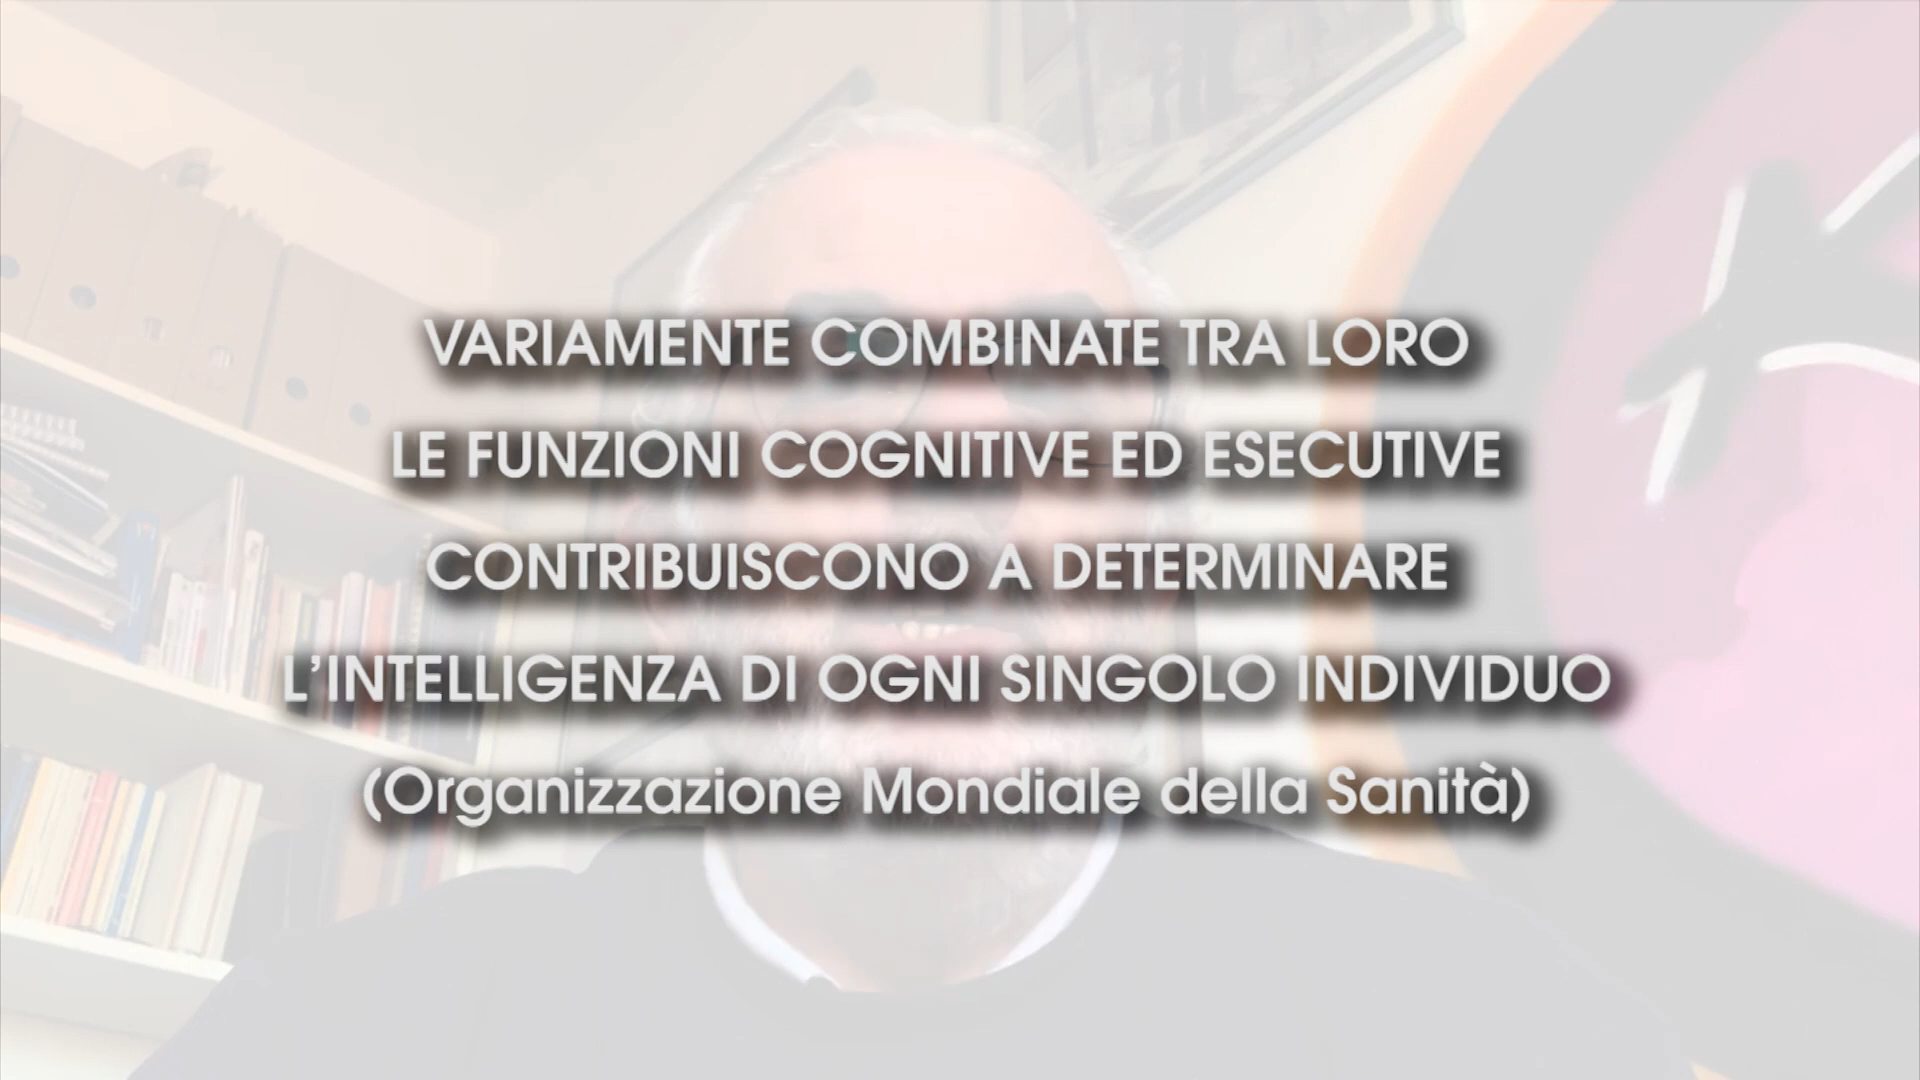 VARIAMENTE COMBINATE TRA LORO
LE FUNZIONI COGNITIVE ED ESECUTIVE
CONTRIBUISCONO A DETERMINARE
L’INTELLIGENZA DI OGNI SINGOLO INDIVIDUO
(Organizzazione Mondiale della Sanità)